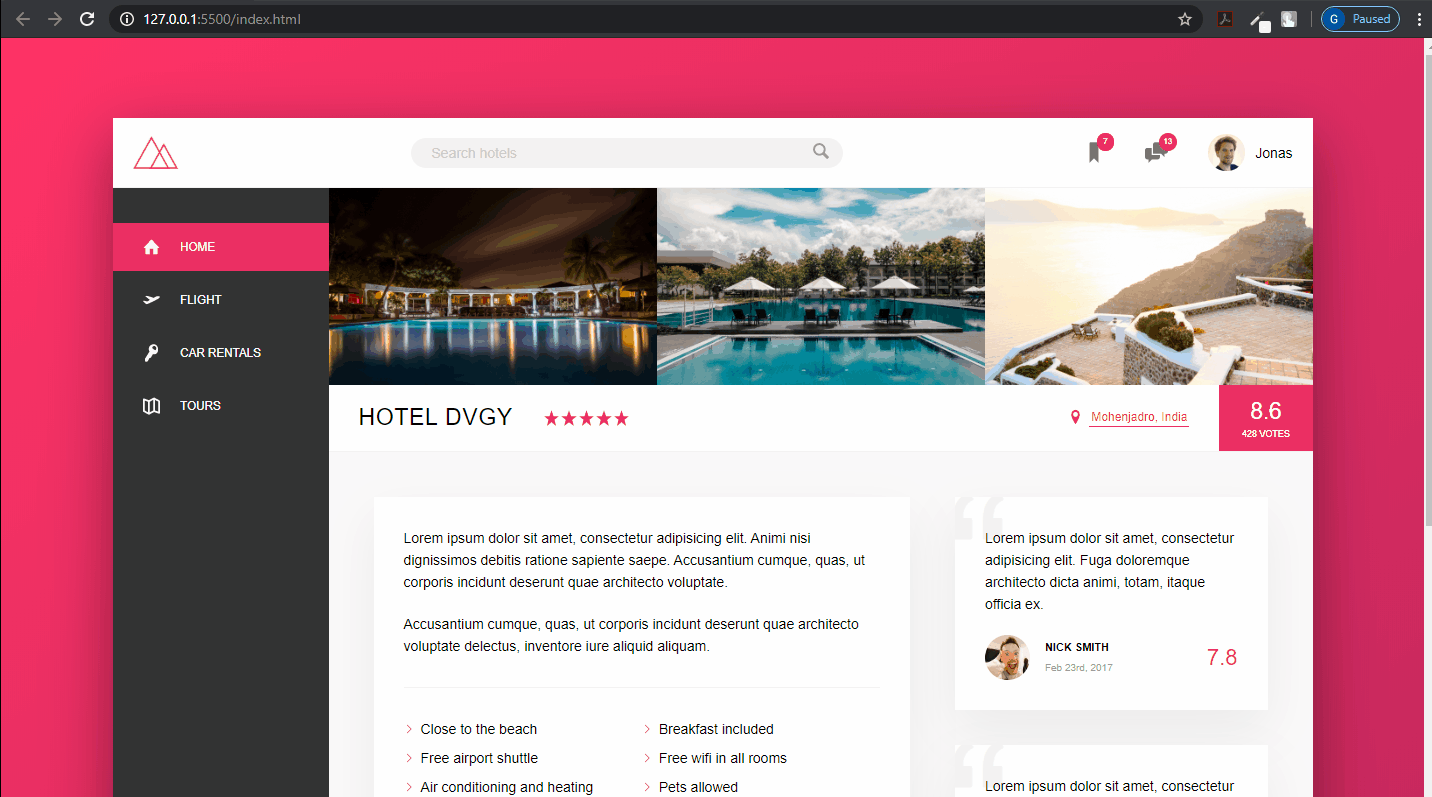 127.0.0.1:5500/index.html
G Paused
Search hotels
7
13
Jonas
HOME
FLIGHT
CAR RENTALS
TOURS
HOTEL DVGY
Mohenjadro, India
8.6
428 VOTES
Lorem ipsum dolor sit amet, consectetur adipisicing elit. Animi nisi
dignissimos debitis ratione sapiente saepe. Accusantium cumque, quas, ut
corporis incidunt deserunt quae architecto voluptate.
Accusantium cumque, quas, ut corporis incidunt deserunt quae architecto
voluptate delectus, inventore iure aliquid aliquam.
Close to the beach
Breakfast included
Free airport shuttle
Free wifi in all rooms
Air conditioning and heating
Pets allowed
“
Lorem ipsum dolor sit amet, consectetur
adipisicing elit. Fuga doloremque
architecto dicta animi, totam, itaque
officia ex.
NICK SMITH
Feb 23rd, 2017
7.8
“
Lorem ipsum dolor sit amet, consectetur